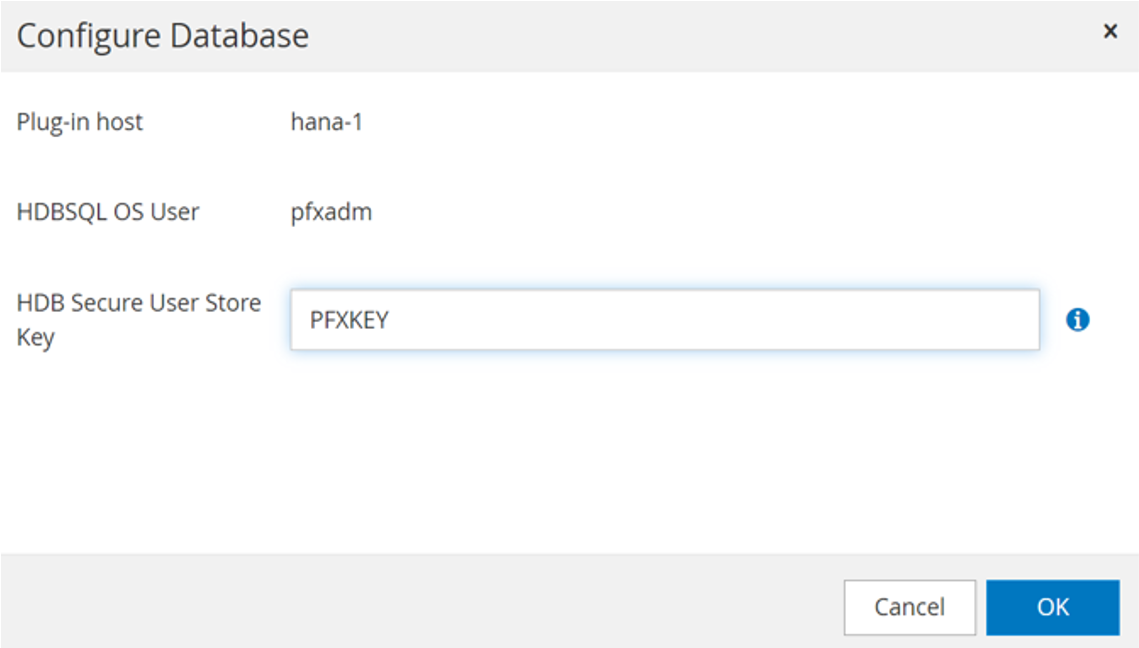 Configure Database ×
Plug-in host hana-1
HDBSQL OS User pfxadm
HDB Secure User Store
Key
PFXKEY
Cancel OK